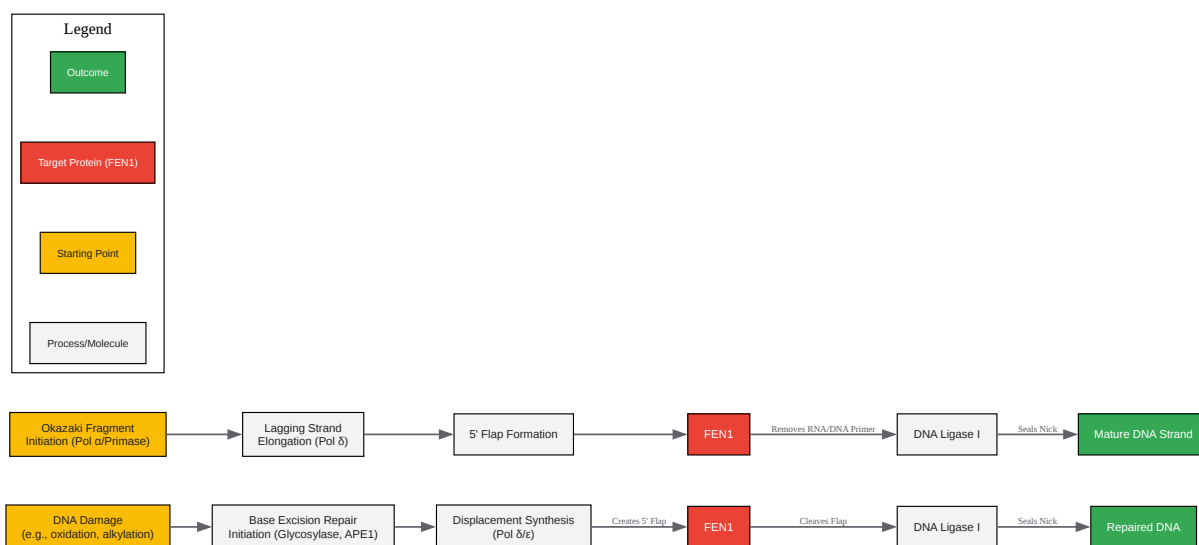 Legend
Outcome
Target Protein (FEN1)
Starting Point
Process/Molecule
Okazaki Fragment
Initiation (Pol α/Primase)
Lagging Strand
Elongation (Pol δ)
5' Flap Formation
FEN1
Removes RNA/DNA Primer
DNA Ligase I
Seals Nick
Mature DNA Strand
DNA Damage
(e.g., oxidation, alkylation)
Base Excision Repair
Initiation (Glycosylase, APE1)
Displacement Synthesis
(Pol δ/ε)
Creates 5' Flap
FEN1
Cleaves Flap
DNA Ligase I
Seals Nick
Repaired DNA